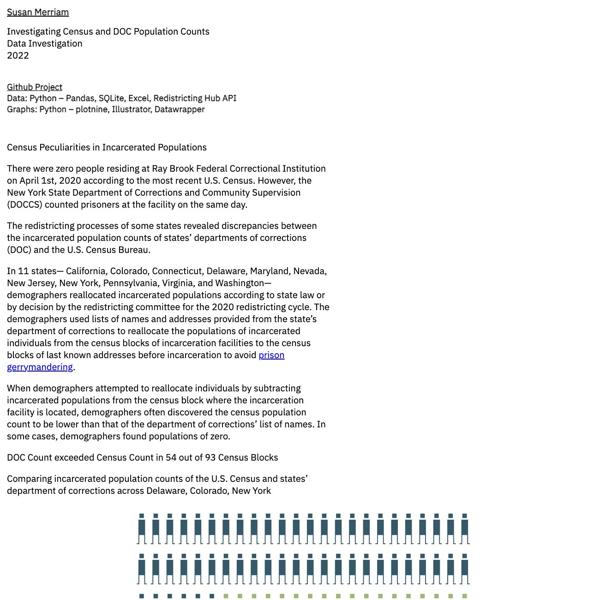 Susan Merriam
Investigating Census and DOC Population Counts
Data Investigation
2022
Github Project
Data: Python – Pandas, SQLite, Excel, Redistricting Hub API
Graphs: Python – plotnine, Illustrator, Datawrapper
Census Peculiarities in Incarcerated Populations
There were zero people residing at Ray Brook Federal Correctional Institution
on April 1st, 2020 according to the most recent U.S. Census. However, the
New York State Department of Corrections and Community Supervision
(DOCCS) counted prisoners at the facility on the same day.
The redistricting processes of some states revealed discrepancies between
the incarcerated population counts of states’ departments of corrections
(DOC) and the U.S. Census Bureau.
In 11 states— California, Colorado, Connecticut, Delaware, Maryland, Nevada,
New Jersey, New York, Pennsylvania, Virginia, and Washington—
demographers reallocated incarcerated populations according to state law or
by decision by the redistricting committee for the 2020 redistricting cycle. The
demographers used lists of names and addresses provided from the state’s
department of corrections to reallocate the populations of incarcerated
individuals from the census blocks of incarceration facilities to the census
blocks of last known addresses before incarceration to avoid prison
gerrymandering.
When demographers attempted to reallocate individuals by subtracting
incarcerated populations from the census block where the incarceration
facility is located, demographers often discovered the census population
count to be lower than that of the department of corrections’ list of names. In
some cases, demographers found populations of zero.
DOC Count exceeded Census Count in 54 out of 93 Census Blocks
Comparing incarcerated population counts of the U.S. Census and states’
department of corrections across Delaware, Colorado, New York